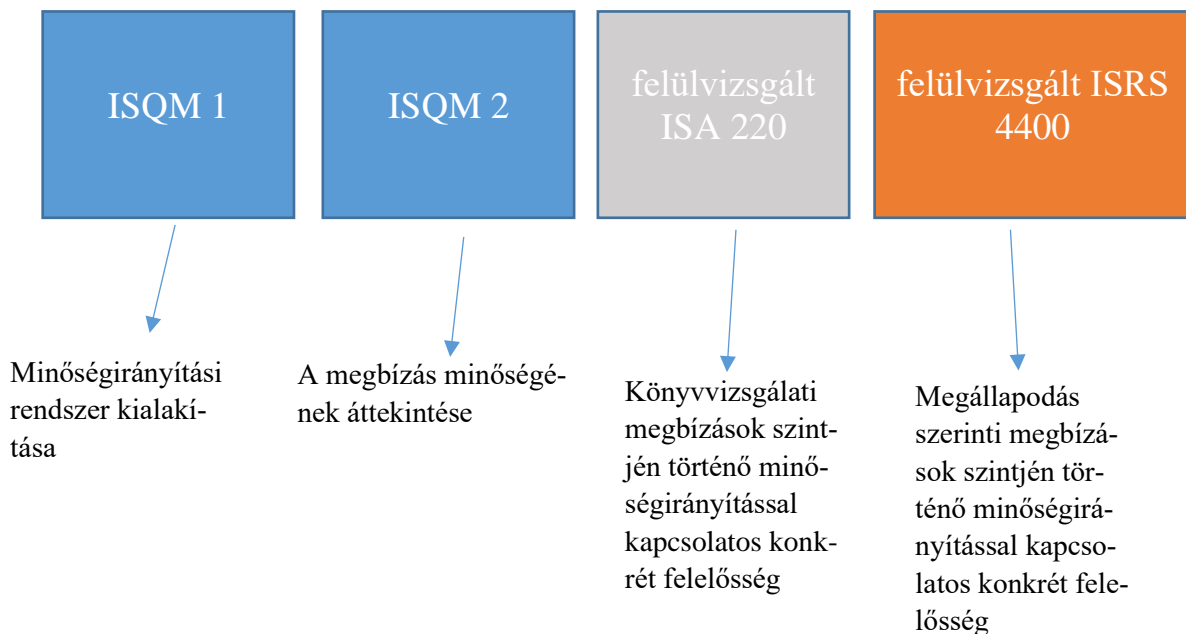 ISQM 1
ISQM 2
felülvizsgált
ISA 220
felülvizsgált ISRS
4400
Minőségirányítási
rendszer kialakí-
tása
A megbízás minőségé-
nek áttekintése
Könyvvizsgálati
megbízások szint-
jén történő minő-
ségirányítással
kapcsolatos konk-
rét felelősség
Megállapodás
szerinti megbízá-
sok szintjén tör-
ténő minőségirá-
nyítással kapcso-
latos konkrét fele-
lősség